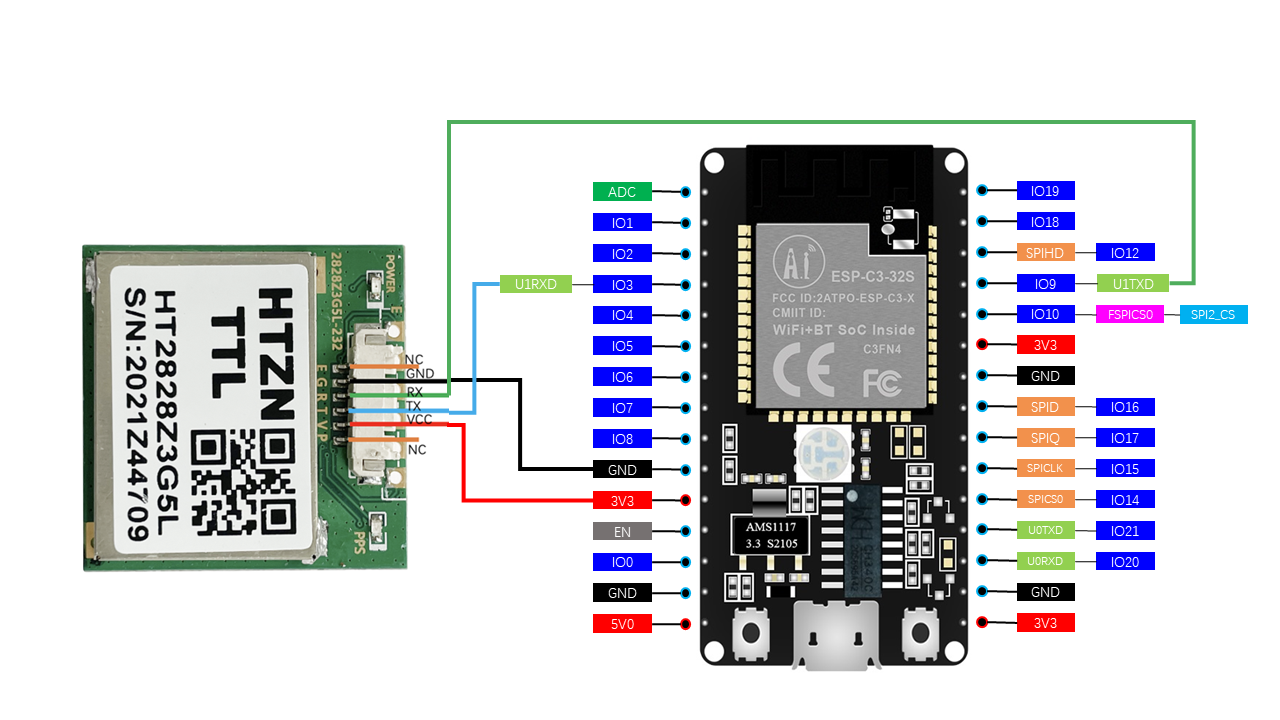 HTZN
TTL
HT2828Z3G5L
S/N:2021Z44709
2828Z3G5L-232
POWER
E
E G R T V P
PPS
NC
GND
RX
TX
VCC
NC
U1RXD
ADC
IO1
IO2
IO3
IO4
IO5
IO6
IO7
IO8
GND
3V3
EN
IO0
GND
5V0
A.i
ESP-C3-32S
FCC ID:2ATPO-ESP-C3-X
CMIIT ID:
WiFi+BT SoC Inside
C3FN4
CE FC
AMS1117
3.3 S2105
CH340C
IO19
IO18
SPIHD IO12
IO9 U1TXD
IO10 FSPICS0 SPI2_CS
3V3
GND
SPID IO16
SPIQ IO17
SPICLK IO15
SPICS0 IO14
U0TXD IO21
U0RXD IO20
GND
3V3